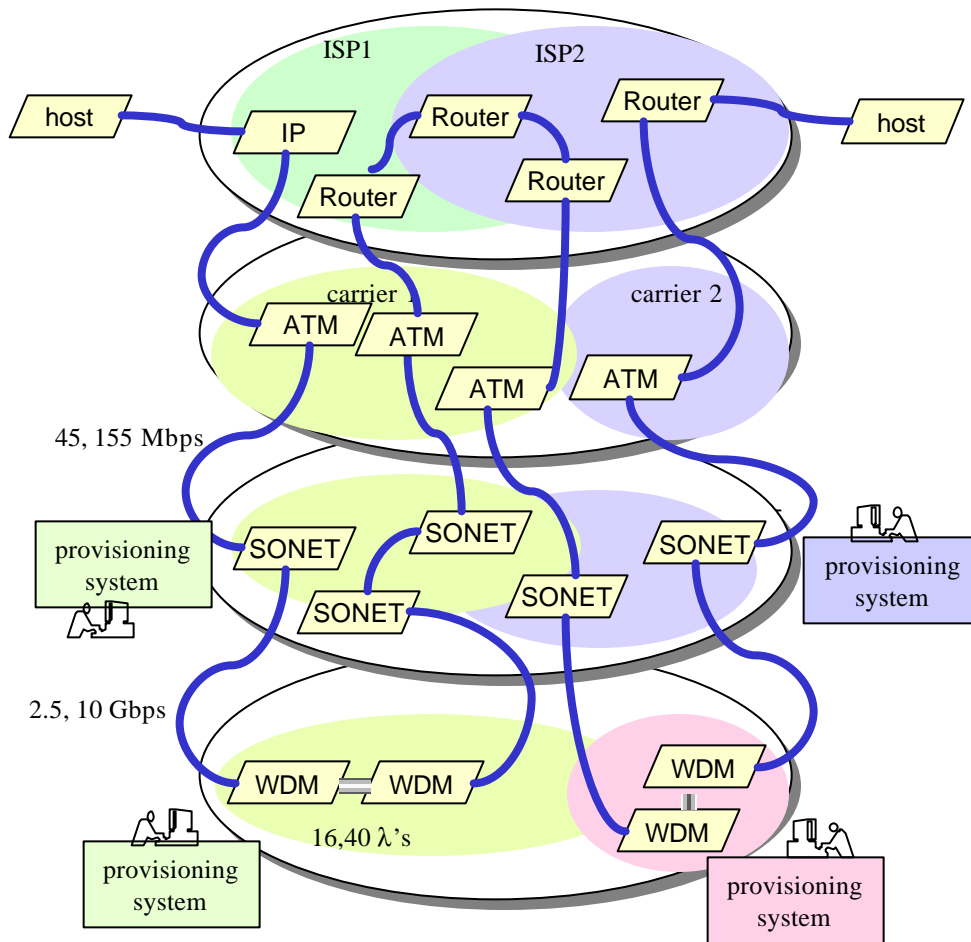 ISP1
ISP2
host
IP
Router
Router
host
Router
Router
carrier 1
carrier 2
ATM
ATM
ATM
ATM
45, 155 Mbps
provisioning
system
SONET
SONET
SONET
provisioning
system
SONET
SONET
2.5, 10 Gbps
WDM
WDM
WDM
16,40 λ's
WDM
provisioning
system
provisioning
system